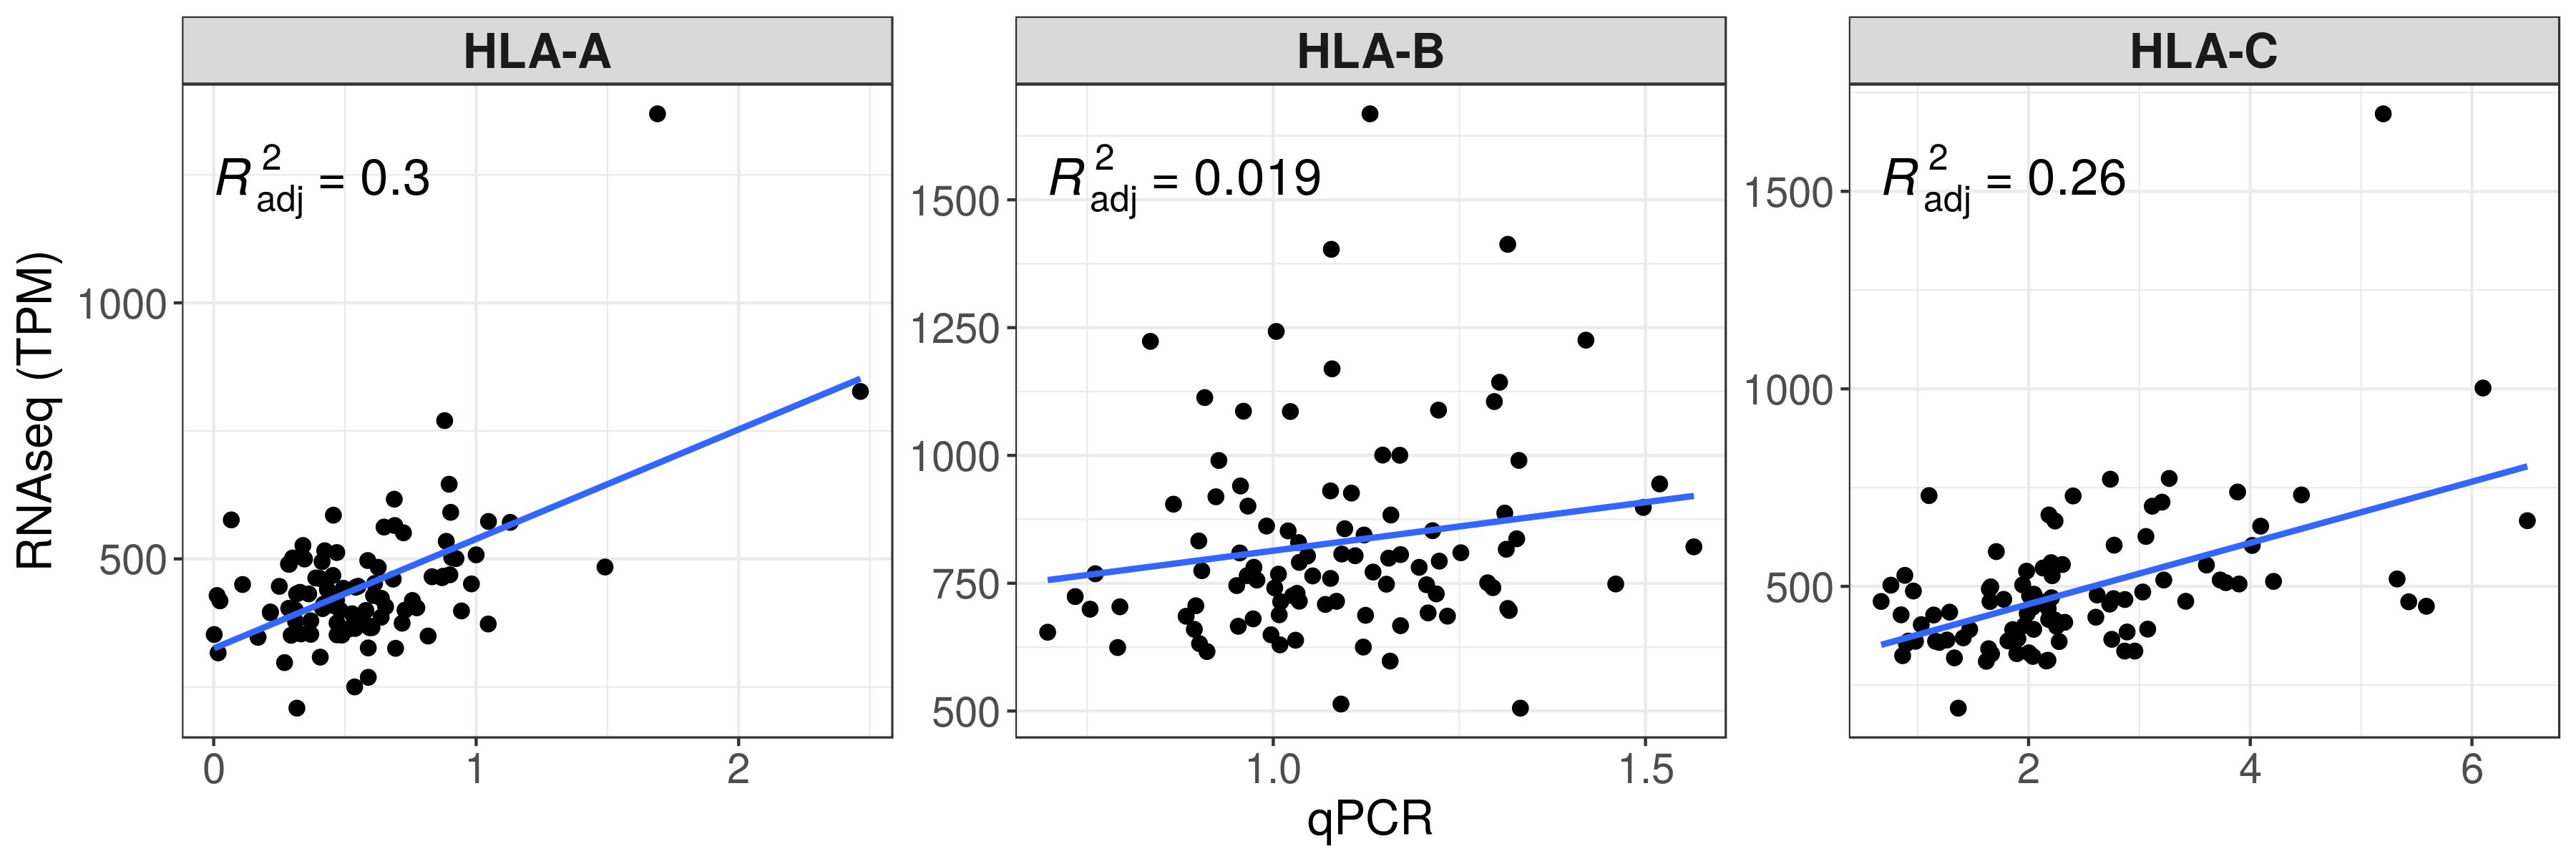 HLA-A HLA-B HLA-C
R²adj = 0.3
R²adj = 0.019
R²adj = 0.26
RNAseq (TPM)
1000
500
0 1 2
1500
1250
1000
750
500
1.0 1.5
1500
1000
500
2 4 6
qPCR